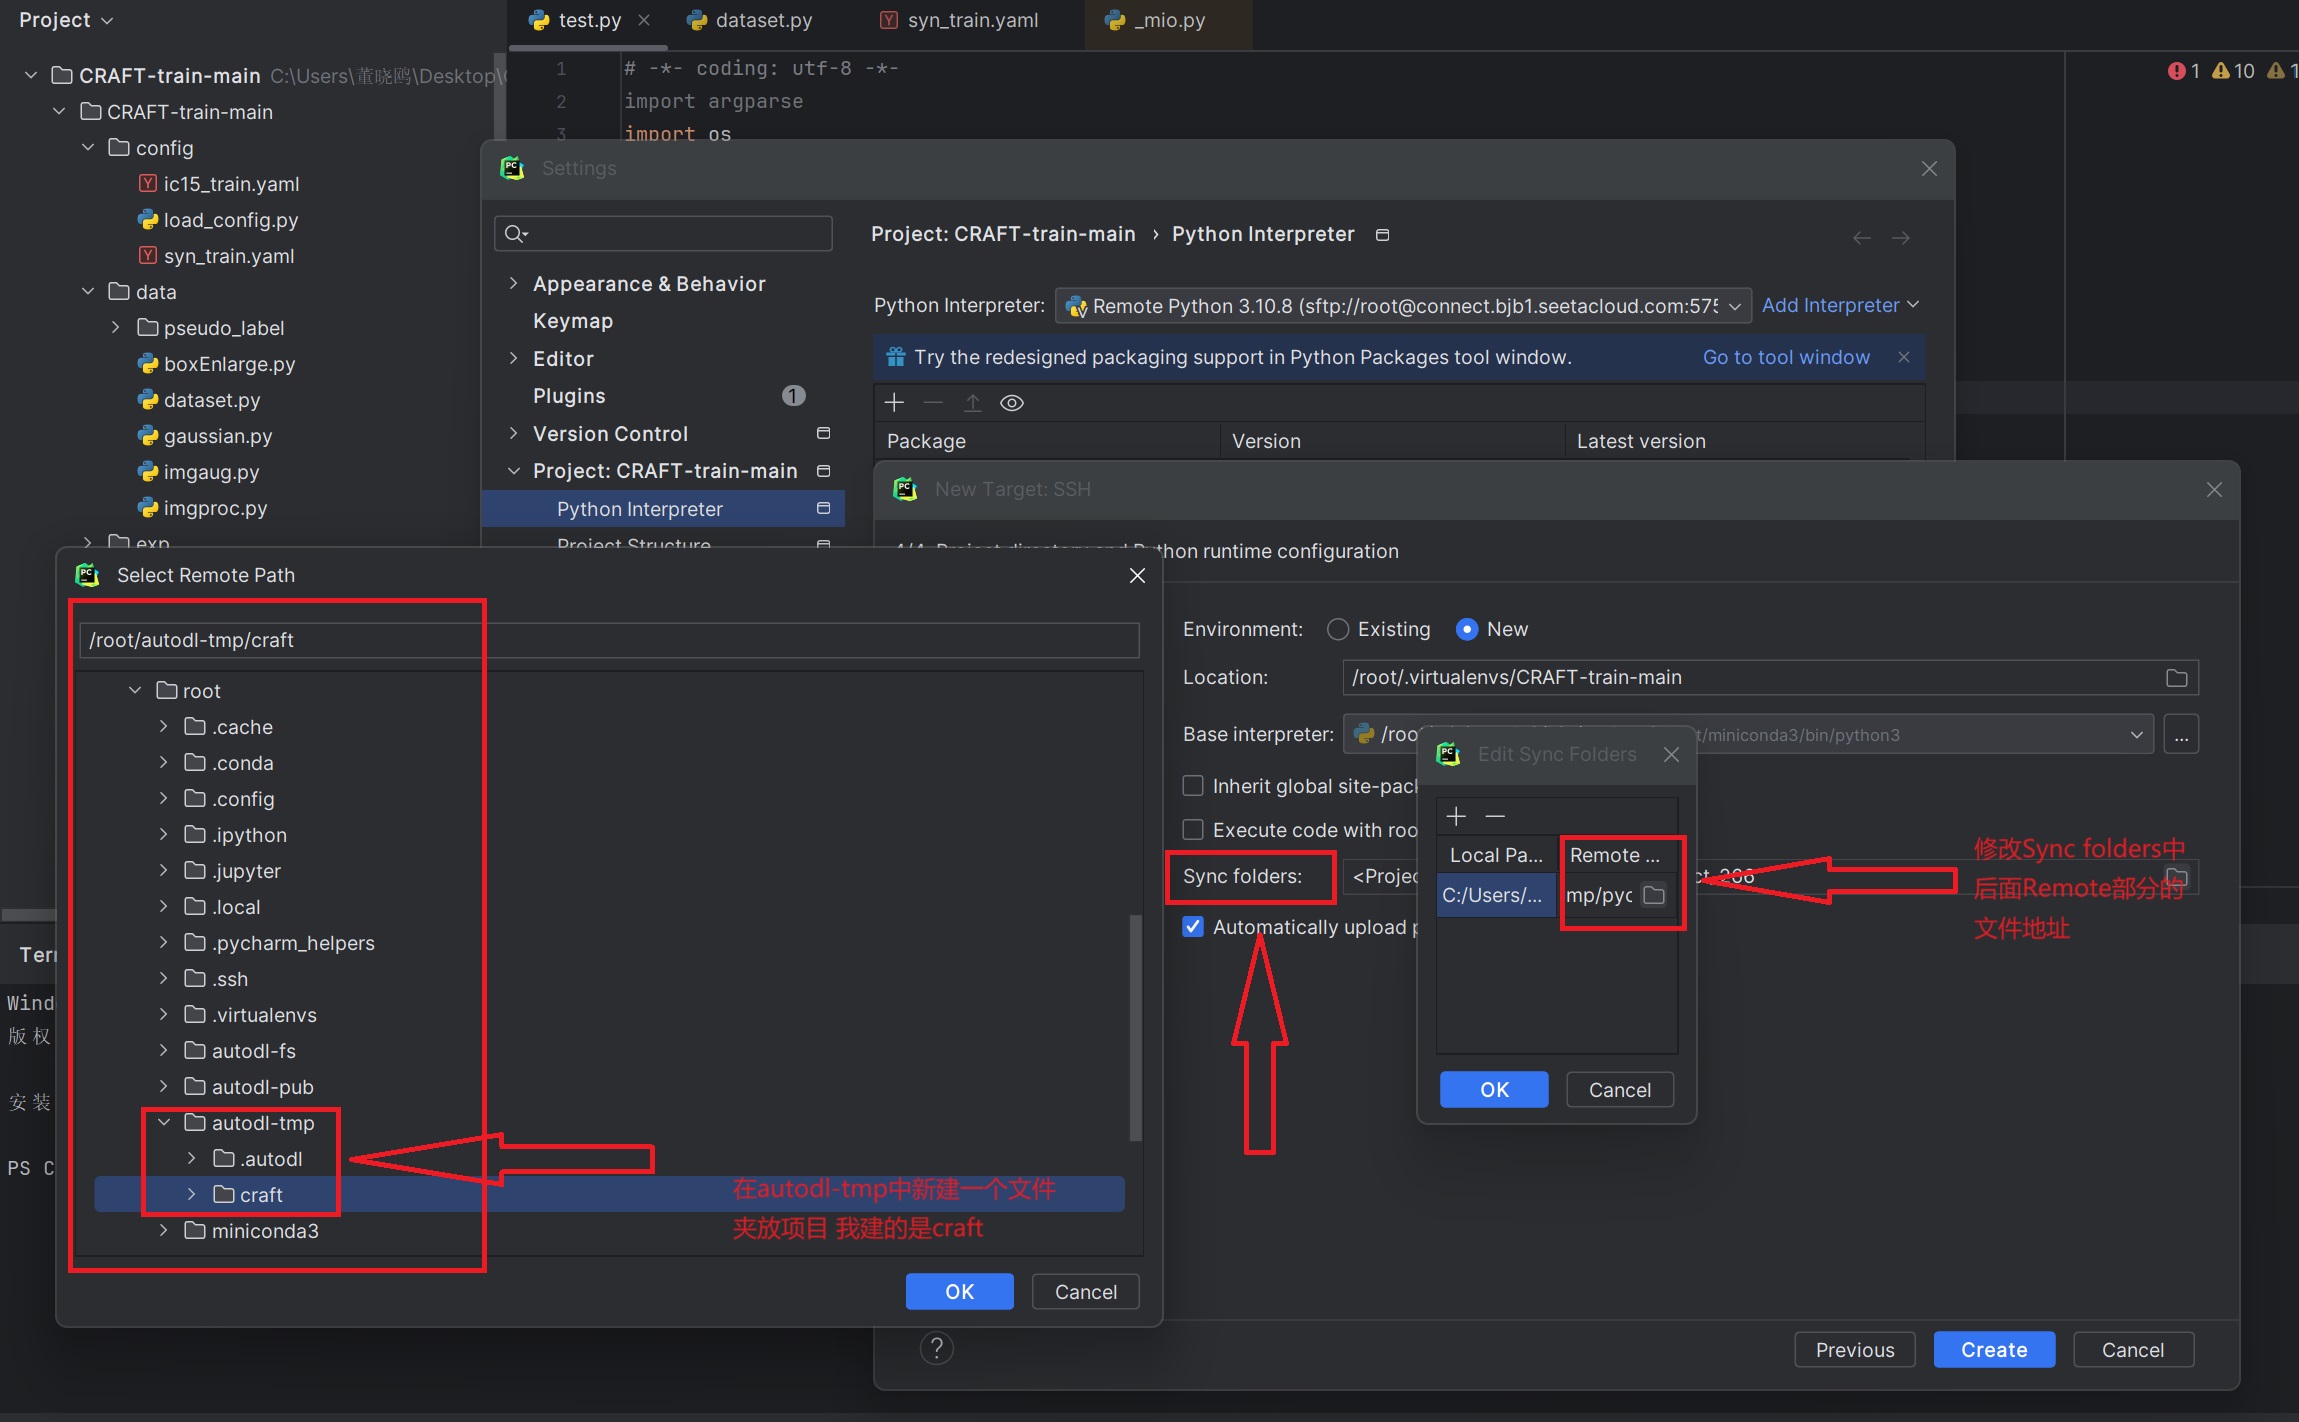 Project
test.py
dataset.py
syn_train.yaml
_mio.py
CRAFT-train-main C:\Users\董晓鸥\Desktop\
CRAFT-train-main
config
ic15_train.yaml
load_config.py
syn_train.yaml
data
pseudo_label
boxEnlarge.py
dataset.py
gaussian.py
imgaug.py
imgproc.py
exp
1 # -*- coding: utf-8 -*-
2 import argparse
3 import os
1 10 1
Settings
Appearance & Behavior
Keymap
Editor
Plugins 1
Version Control
Project: CRAFT-train-main
Python Interpreter
Project Structure
Project: CRAFT-train-main › Python Interpreter
Python Interpreter: Remote Python 3.10.8 (sftp://root@connect.bjb1.seetacloud.com:575 Add Interpreter
Try the redesigned packaging support in Python Packages tool window. Go to tool window
Package Version Latest version
New Target: SSH
4/4. Project directory and Python runtime configuration
Environment: Existing New
Location: /root/.virtualenvs/CRAFT-train-main
Base interpreter: /roo t/miniconda3/bin/python3 ...
Inherit global site-pack
Execute code with roo
Sync folders: <Projec ct_266
Automatically upload p
Edit Sync Folders
Local Pa... Remote ...
C:/Users/... mp/pyc
OK Cancel
修改Sync folders中
后面Remote部分的
文件地址
Previous Create Cancel
?
Select Remote Path
/root/autodl-tmp/craft
root
.cache
.conda
.config
.ipython
.jupyter
.local
.pycharm_helpers
.ssh
.virtualenvs
autodl-fs
autodl-pub
autodl-tmp
.autodl
craft
miniconda3
在autodl-tmp中新建一个文件
夹放项目 我建的是craft
OK Cancel
Terr
Wind
版权
安装
PS C